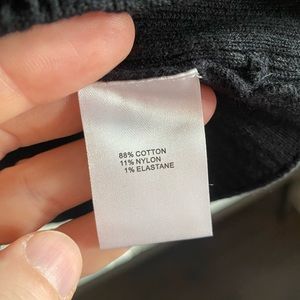 88% COTTON
11% NYLON
1% ELASTANE